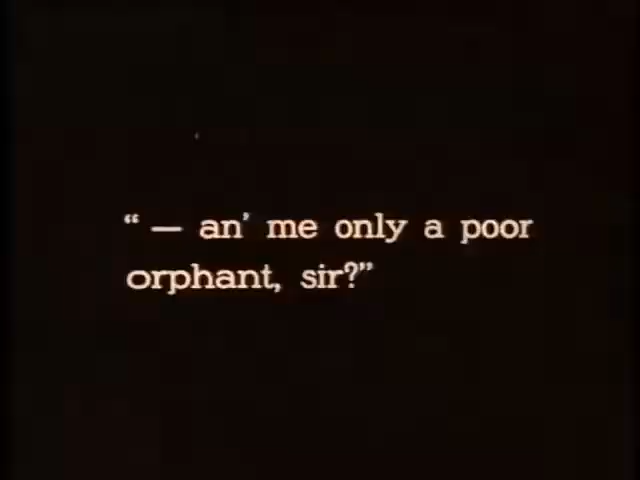 “ — an’ me only a poor
orphant, sir?”